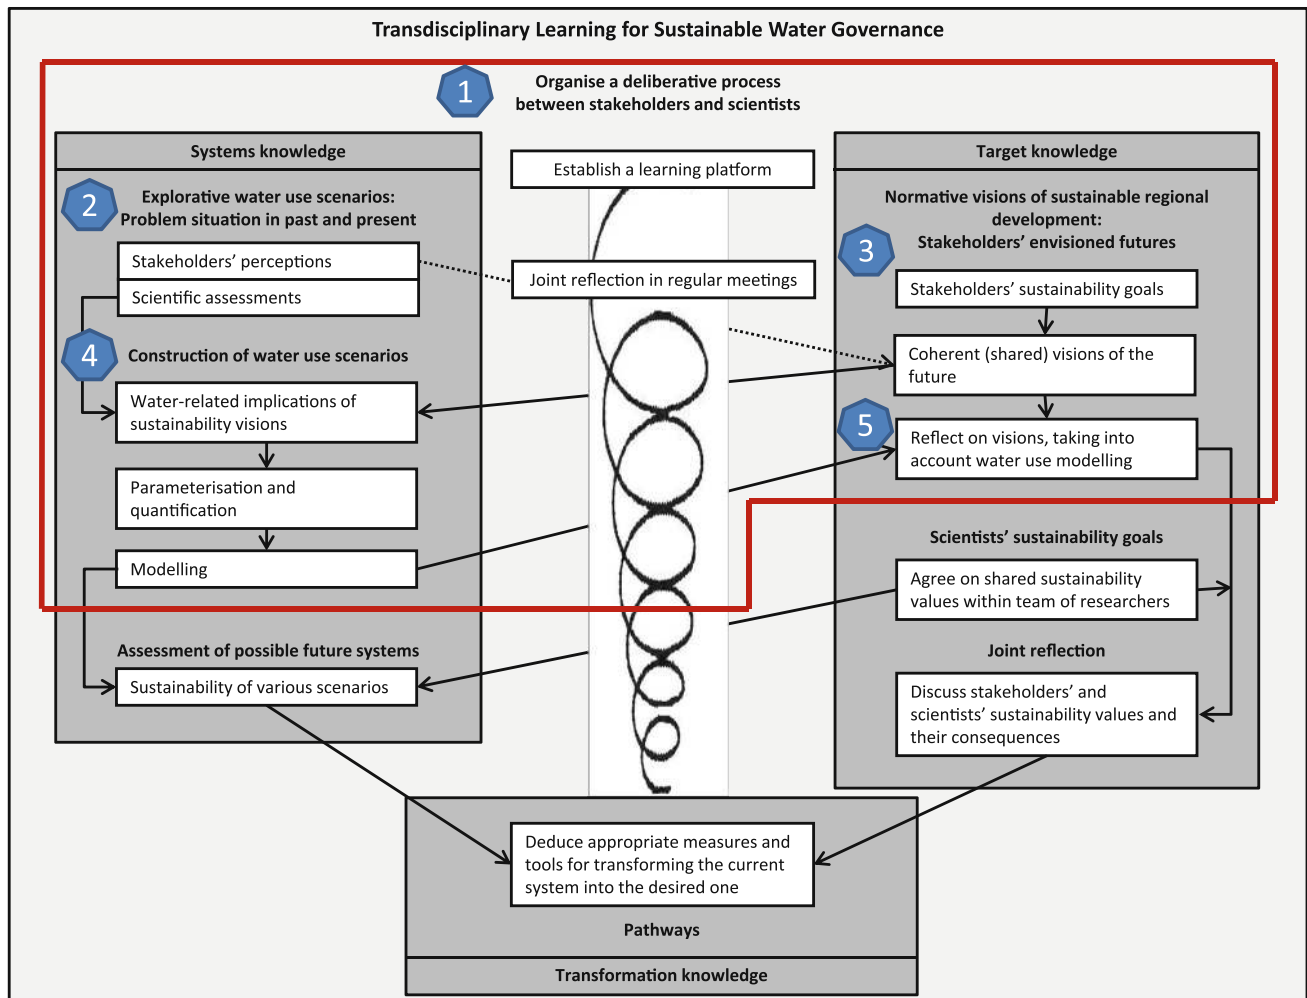 Transdisciplinary Learning for Sustainable Water Governance
1
Organise a deliberative process
between stakeholders and scientists
Systems knowledge
2
Explorative water use scenarios:
Problem situation in past and present
Stakeholders’ perceptions
Scientific assessments
4
Construction of water use scenarios
Water-related implications of
sustainability visions
Parameterisation and
quantification
Modelling
Assessment of possible future systems
Sustainability of various scenarios
Establish a learning platform
Joint reflection in regular meetings
Target knowledge
Normative visions of sustainable regional
development:
Stakeholders’ envisioned futures
3
Stakeholders’ sustainability goals
Coherent (shared) visions of the
future
5
Reflect on visions, taking into
account water use modelling
Scientists’ sustainability goals
Agree on shared sustainability
values within team of researchers
Joint reflection
Discuss stakeholders’ and
scientists’ sustainability values and
their consequences
Deduce appropriate measures and
tools for transforming the current
system into the desired one
Pathways
Transformation knowledge